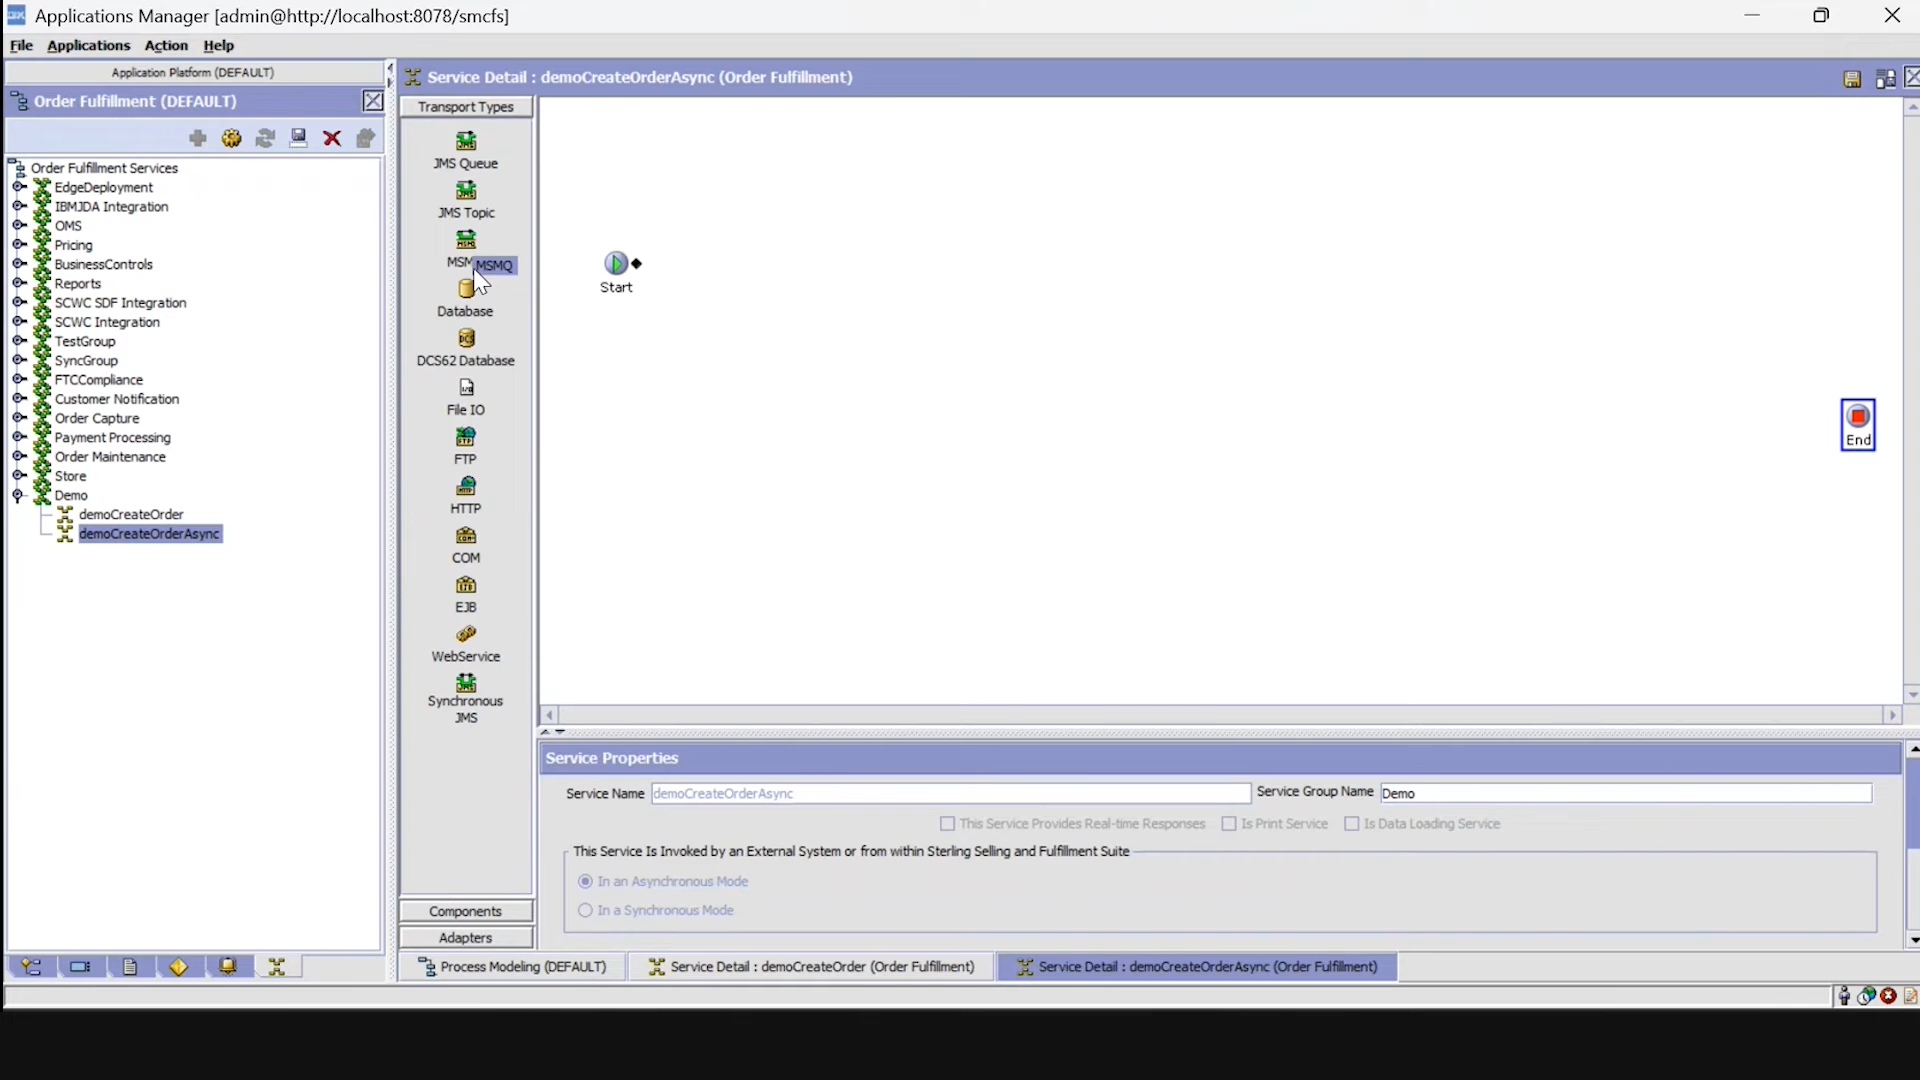 Applications Manager [admin@http://localhost:8078/smcfs]
File Applications Action Help
Application Platform (DEFAULT)
Order Fulfillment (DEFAULT)
Order Fulfillment Services
EdgeDeployment
IBMJDA Integration
OMS
Pricing
BusinessControls
Reports
SCWC SDF Integration
SCWC Integration
TestGroup
SyncGroup
FTCCompliance
Customer Notification
Order Capture
Payment Processing
Order Maintenance
Store
Demo
demoCreateOrder
demoCreateOrderAsync
Service Detail : demoCreateOrderAsync (Order Fulfillment)
Transport Types
JMS Queue
JMS Topic
MSMQ
Database
DCS62 Database
File IO
FTP
HTTP
COM
EJB
WebService
Synchronous
JMS
Components
Adapters
Start
End
Service Properties
Service Name demoCreateOrderAsync Service Group Name Demo
This Service Provides Real-time Responses Is Print Service Is Data Loading Service
This Service Is Invoked by an External System or from within Sterling Selling and Fulfillment Suite
In an Asynchronous Mode
In a Synchronous Mode
Process Modeling (DEFAULT) Service Detail : demoCreateOrder (Order Fulfillment) Service Detail : demoCreateOrderAsync (Order Fulfillment)